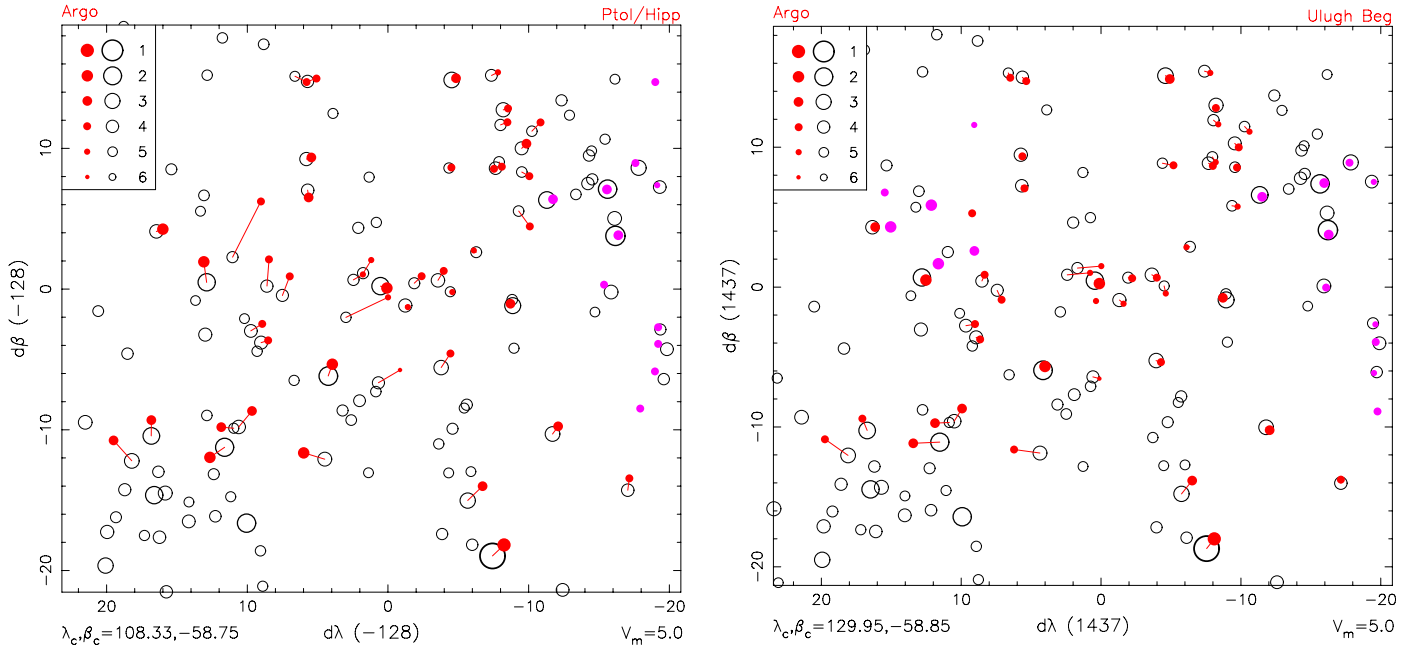 Argo Ptol/Hipp
1
2
3
4
5
6
10
0
−10
−20
dβ (−128)
20 10 0 −10 −20
λc,βc=108.33,−58.75 dλ (−128) Vm=5.0
Argo Ulugh Beg
1
2
3
4
5
6
10
0
−10
−20
dβ (1437)
20 10 0 −10 −20
λc,βc=129.95,−58.85 dλ (1437) Vm=5.0